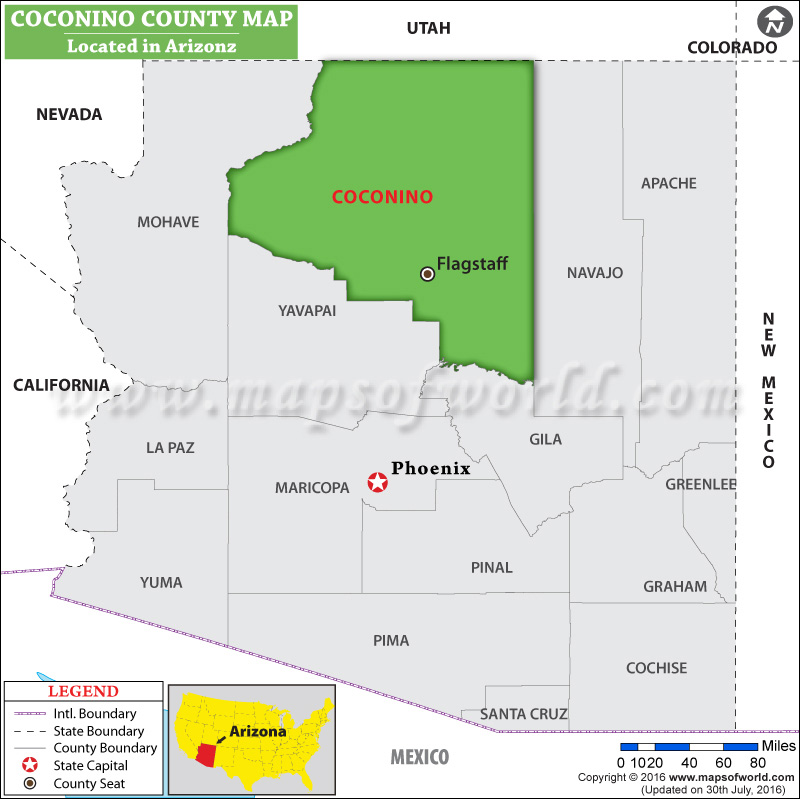 COCONINO COUNTY MAP
Located in Arizonz
UTAH
N
COLORADO
NEVADA
APACHE
COCONINO
MOHAVE
Flagstaff
NAVAJO
YAVAPAI
NEW MEXICO
CALIFORNIA
www.mapsofworld.com
GILA
LA PAZ
Phoenix
MARICOPA
GREENLEE
PINAL
YUMA
GRAHAM
PIMA
COCHISE
SANTA CRUZ
LEGEND
Intl. Boundary
State Boundary
County Boundary
State Capital
County Seat
Arizona
MEXICO
Miles
0 10 20 40 60 80
Copyright © 2016 www.mapsofworld.com
(Updated on 30th July, 2016)